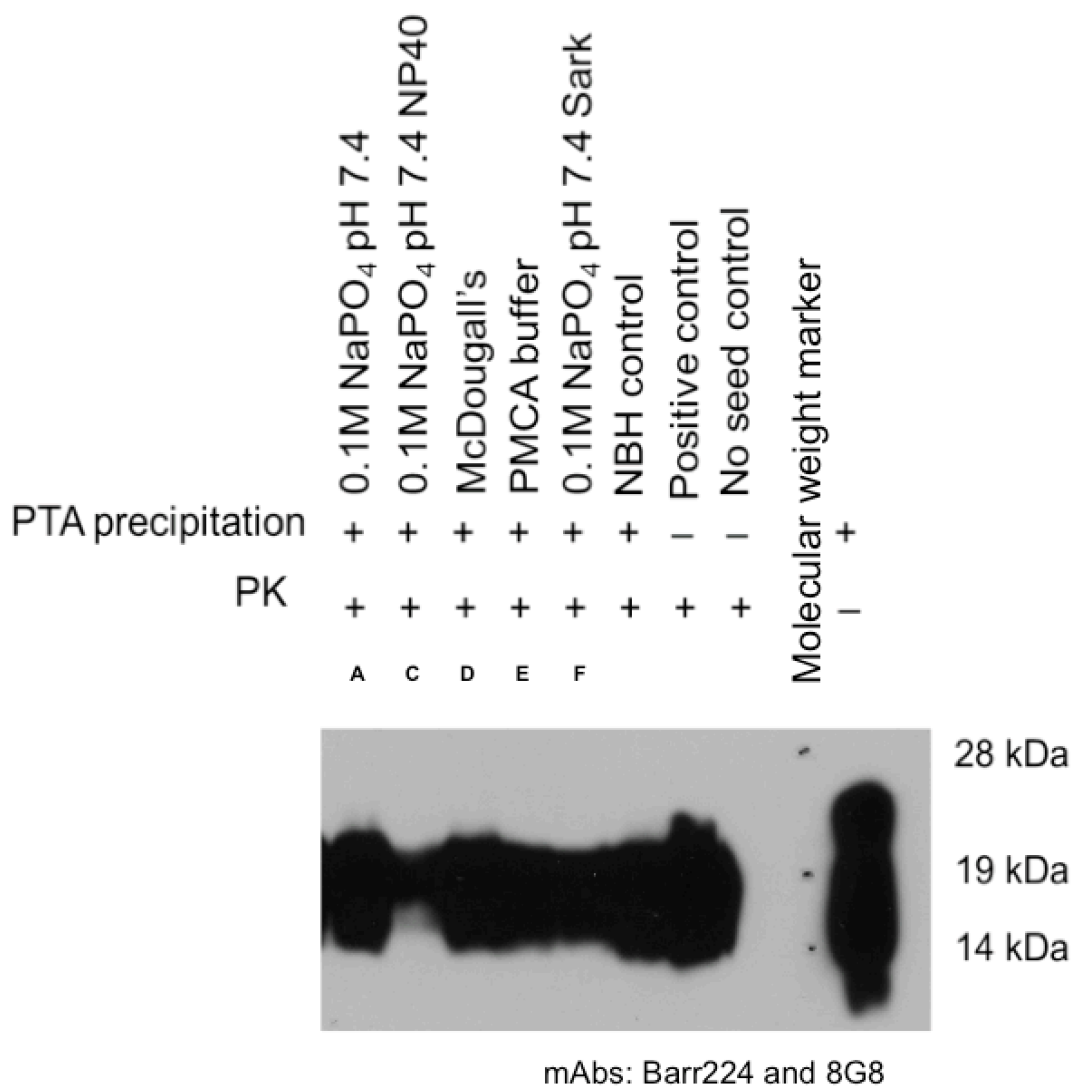 0.1M NaPO4 pH 7.4
0.1M NaPO4 pH 7.4 NP40
McDougall's
PMCA buffer
0.1M NaPO4 pH 7.4 Sark
NBH control
Positive control
No seed control
Molecular weight marker
PTA precipitation + + + + + + – – +
PK + + + + + + + + –
A C D E F
28 kDa
19 kDa
14 kDa
mAbs: Barr224 and 8G8